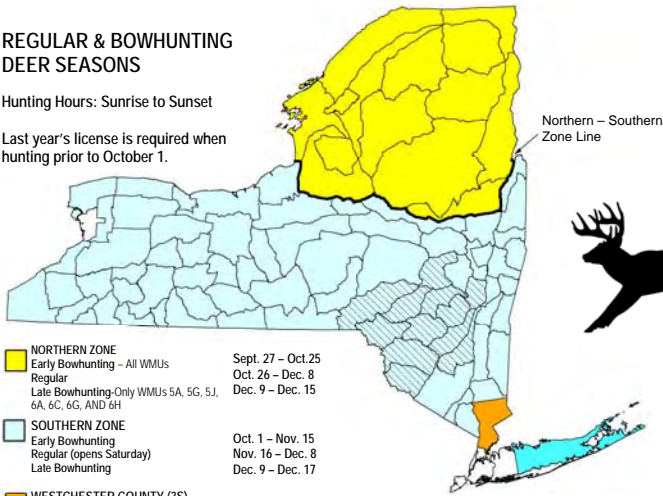 REGULAR & BOWHUNTING
DEER SEASONS
Hunting Hours: Sunrise to Sunset
Last year's license is required when
hunting prior to October 1.
Northern – Southern
Zone Line
NORTHERN ZONE
Early Bowhunting – All WMUs Sept. 27 – Oct.25
Regular Oct. 26 – Dec. 8
Late Bowhunting-Only WMUs 5A, 5G, 5J, Dec. 9 – Dec. 15
6A, 6C, 6G, AND 6H
SOUTHERN ZONE
Early Bowhunting Oct. 1 – Nov. 15
Regular (opens Saturday) Nov. 16 – Dec. 8
Late Bowhunting Dec. 9 – Dec. 17
WESTCHESTER COUNTY (3S)